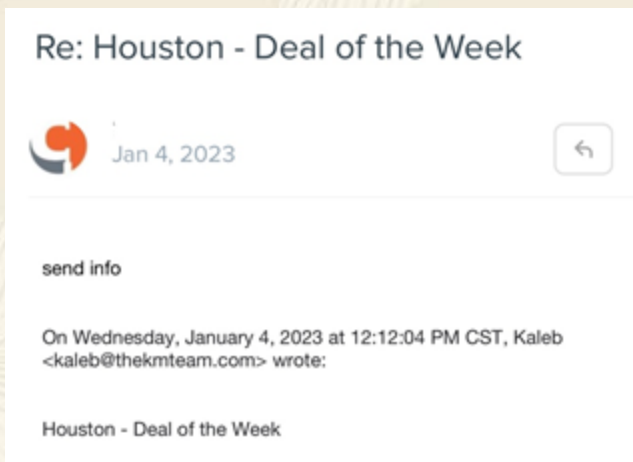 Re: Houston - Deal of the Week
Jan 4, 2023
send info
On Wednesday, January 4, 2023 at 12:12:04 PM CST, Kaleb
<kaleb@thekmteam.com> wrote:
Houston - Deal of the Week